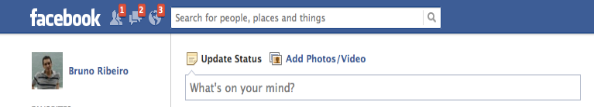 facebook 1 2 3 Search for people, places and things
Update Status Add Photos/Video
Bruno Ribeiro
What's on your mind?